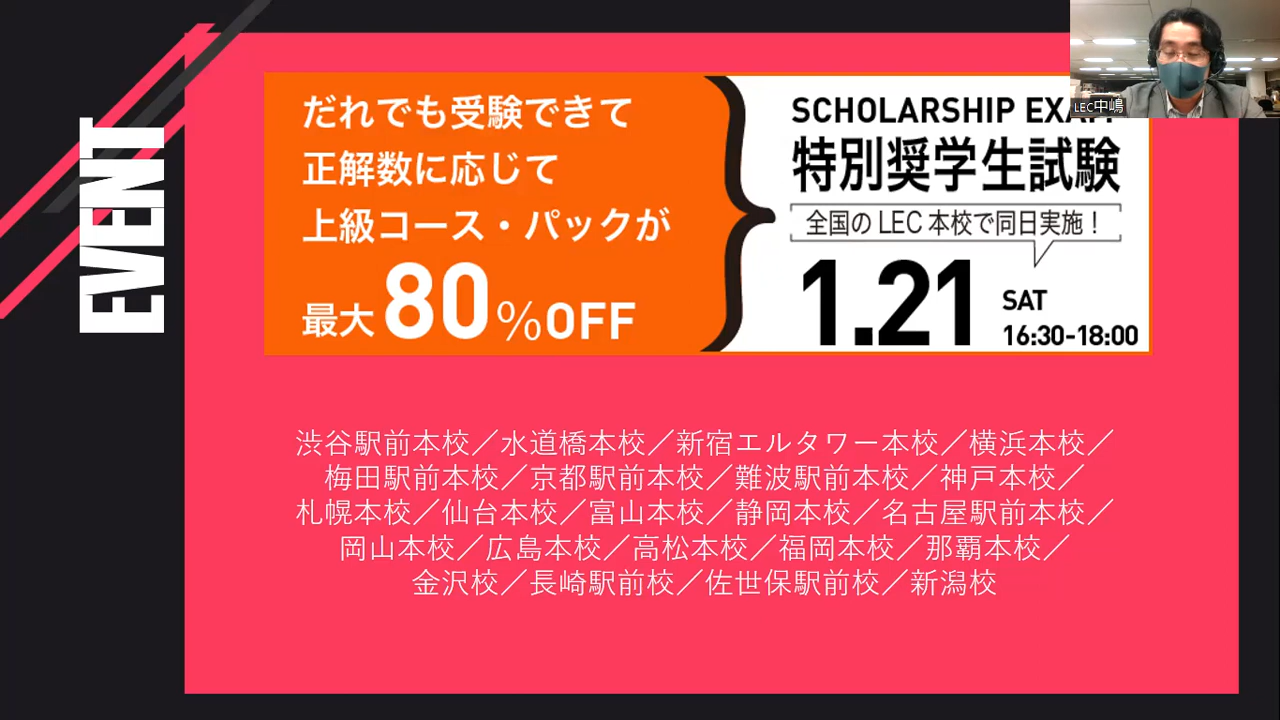 EVENT
だれでも受験できて
正解数に応じて
上級コース・パックが
最大80%OFF
SCHOLARSHIP EXAM
特別奨学生試験
全国のLEC本校で同日実施！
1.21 SAT
16:30-18:00
LEC中嶋
渋谷駅前本校／水道橋本校／新宿エルタワー本校／横浜本校／
梅田駅前本校／京都駅前本校／難波駅前本校／神戸本校／
札幌本校／仙台本校／富山本校／静岡本校／名古屋駅前本校／
岡山本校／広島本校／高松本校／福岡本校／那覇本校／
金沢校／長崎駅前校／佐世保駅前校／新潟校